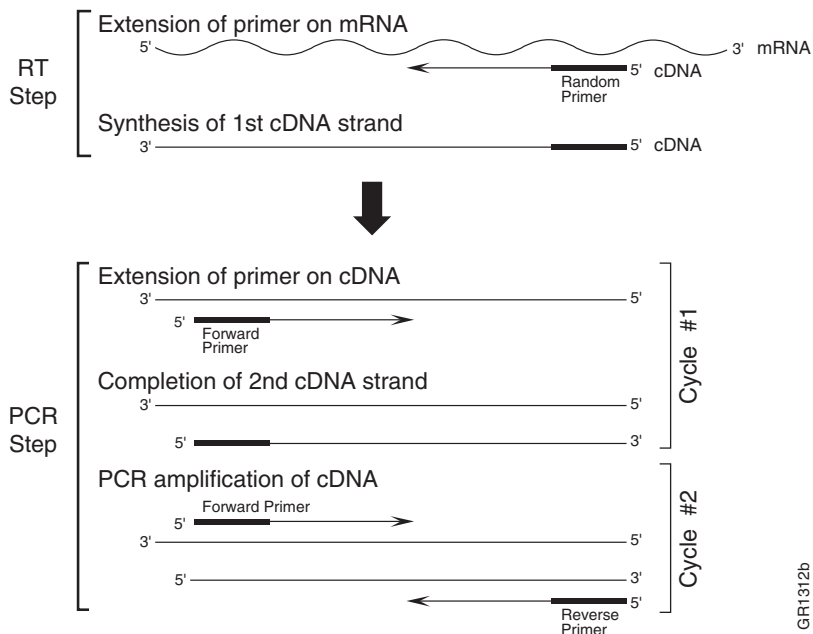 Extension of primer on mRNA
5' 3' mRNA
RT
Step
5' cDNA
Random
Primer
Synthesis of 1st cDNA strand
3' 5' cDNA
Extension of primer on cDNA
3' 5'
5'
Forward
Primer
Cycle #1
Completion of 2nd cDNA strand
3' 5'
PCR
Step
5' 3'
PCR amplification of cDNA
Forward Primer
5'
3' 5'
Cycle #2
5' 3'
5'
Reverse
Primer
GR1312b